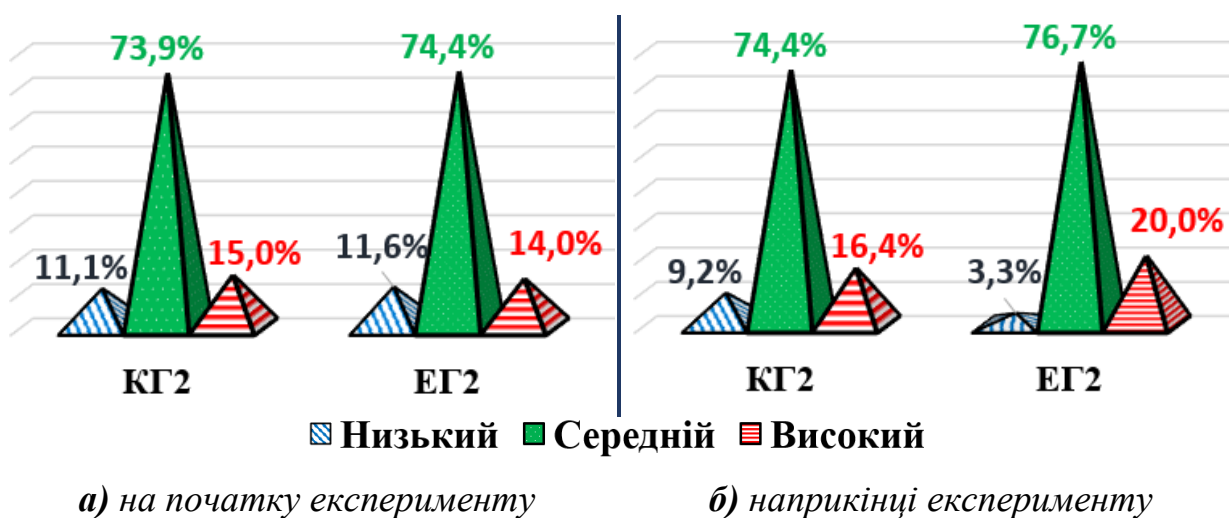 73,9%
74,4%
11,1%
15,0%
11,6%
14,0%
КГ2
ЕГ2
74,4%
76,7%
9,2%
16,4%
3,3%
20,0%
КГ2
ЕГ2
Низький Середній Високий
а) на початку експерименту
б) наприкінці експерименту